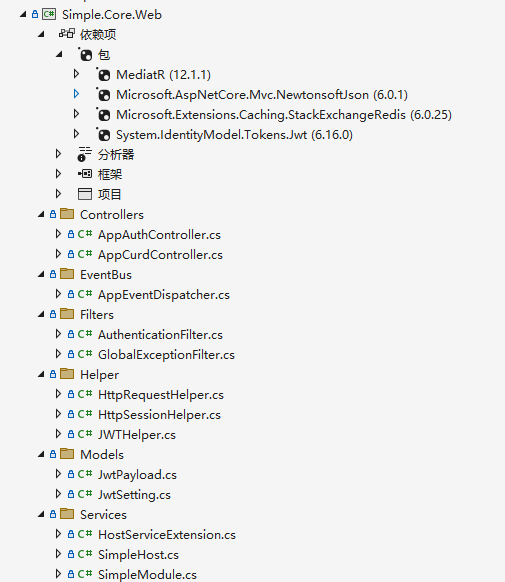 Simple.Core.Web
依赖项
包
MediatR (12.1.1)
Microsoft.AspNetCore.Mvc.NewtonsoftJson (6.0.1)
Microsoft.Extensions.Caching.StackExchangeRedis (6.0.25)
System.IdentityModel.Tokens.Jwt (6.16.0)
分析器
框架
项目
Controllers
C# AppAuthController.cs
C# AppCurdController.cs
EventBus
C# AppEventDispatcher.cs
Filters
C# AuthenticationFilter.cs
C# GlobalExceptionFilter.cs
Helper
C# HttpRequestHelper.cs
C# HttpSessionHelper.cs
C# JWTHelper.cs
Models
C# JwtPayload.cs
C# JwtSetting.cs
Services
C# HostServiceExtension.cs
C# SimpleHost.cs
C# SimpleModule.cs